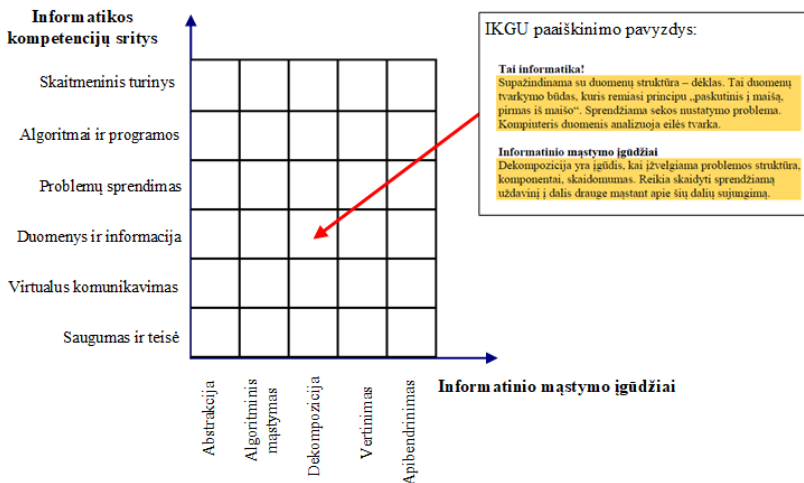 Informatikos
kompetencijų sritys
Skaitmeninis turinys
Algoritmai ir programos
Problemų sprendimas
Duomenys ir informacija
Virtualus komunikavimas
Saugumas ir teisė
Abstrakcija
Algoritminis
mąstymas
Dekompozicija
Vertinimas
Apibendrinimas
Informatinio mąstymo įgūdžiai
IKGU paaiškinimo pavyzdys:
Tai informatika!
Supažindinama su duomenų struktūra – dėklas. Tai duomenų
tvarkymo būdas, kuris remiasi principu „paskutinis į maišą,
pirmas iš maišo“. Sprendžiama sekos nustatymo problema.
Kompiuteris duomenis analizuoja eilės tvarka.
Informatinio mąstymo įgūdžiai
Dekompozicija yra įgūdis, kai įžvelgiama problemos struktūra,
komponentai, skaidomumas. Reikia skaidyti sprendžiamą
uždavinį į dalis drauge mąstant apie šių dalių sujungimą.